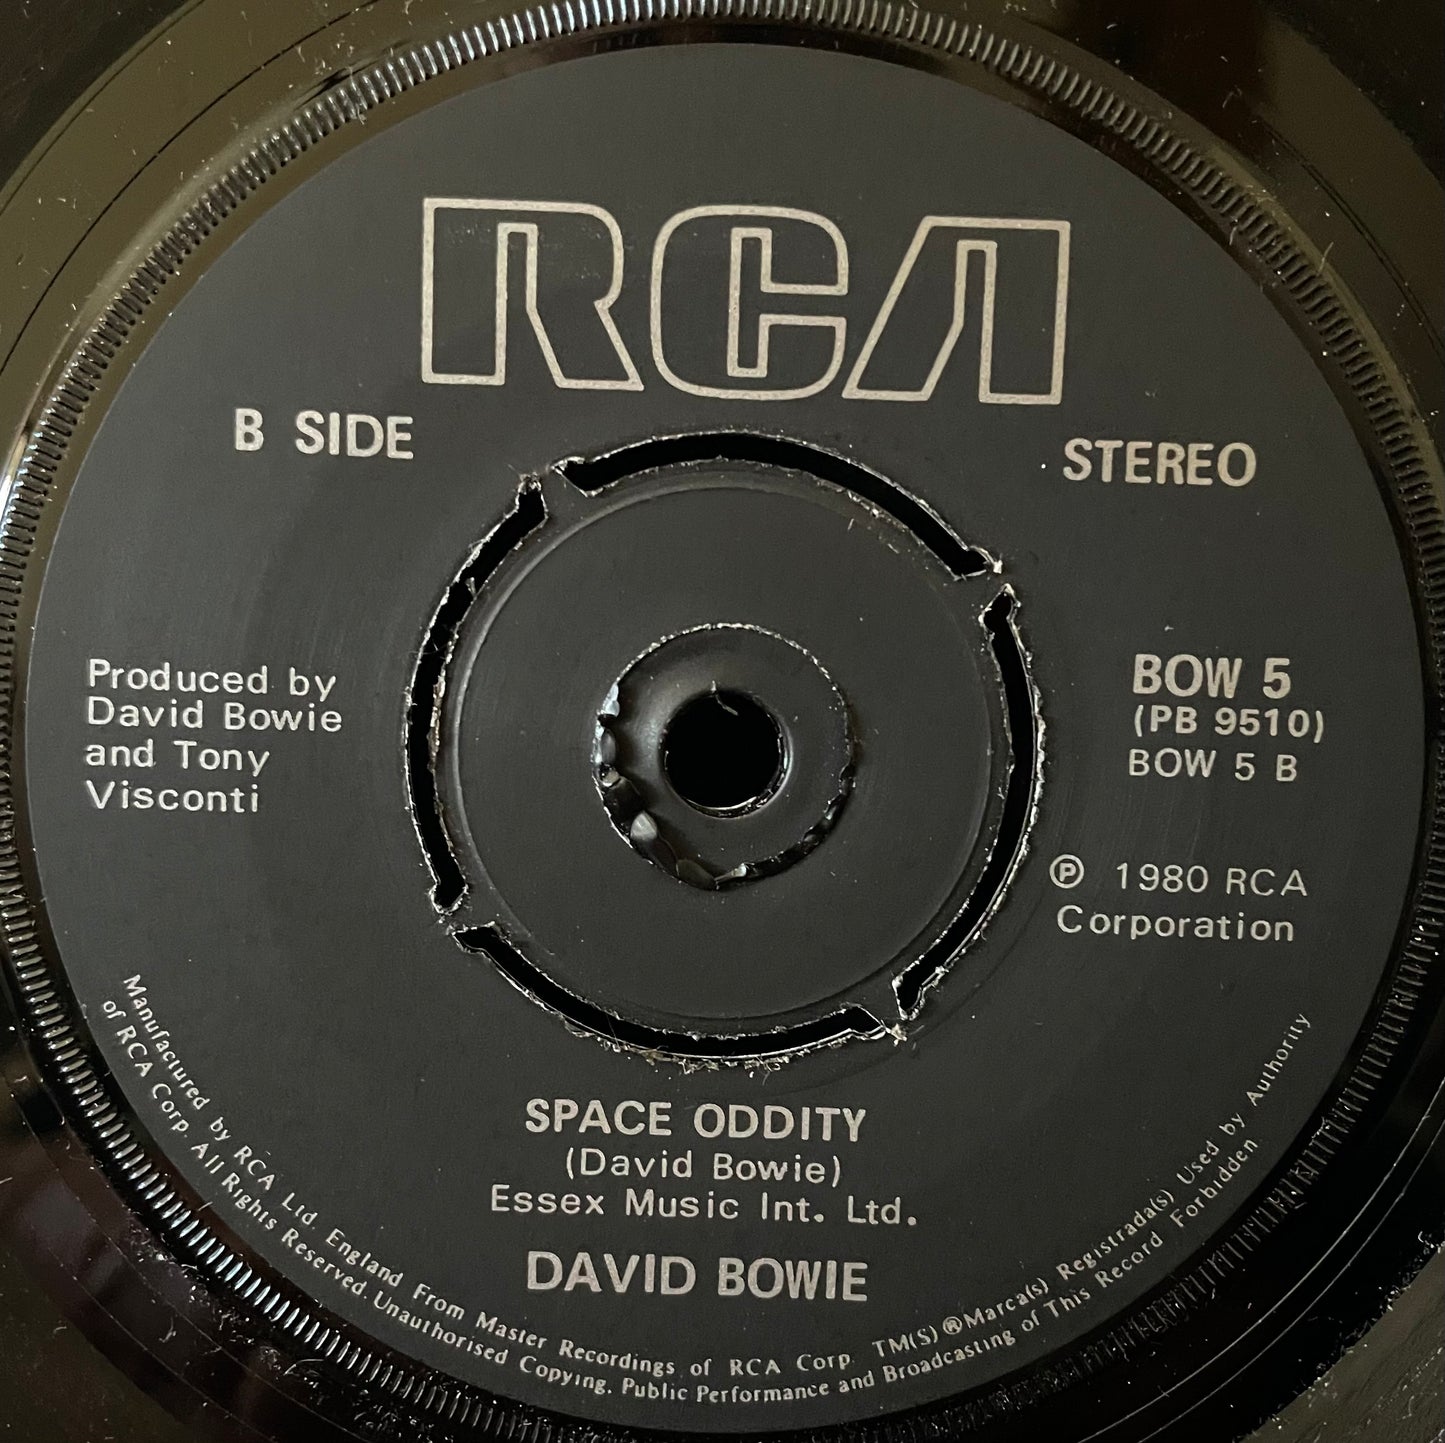 RCA
B SIDE
STEREO
Produced by
David Bowie
and Tony
Visconti
BOW 5
(PB 9510)
BOW 5 B
Ⓟ 1980 RCA
Corporation
SPACE ODDITY
(David Bowie)
Essex Music Int. Ltd.
DAVID BOWIE
Manufactured by RCA Ltd. England From Master Recordings of RCA Corp. TM(S) ®Marca(s) Registrada(s) Used by Authority
of RCA Corp. All Rights Reserved. Unauthorised Copying, Public Performance and Broadcasting of This Record Forbidden